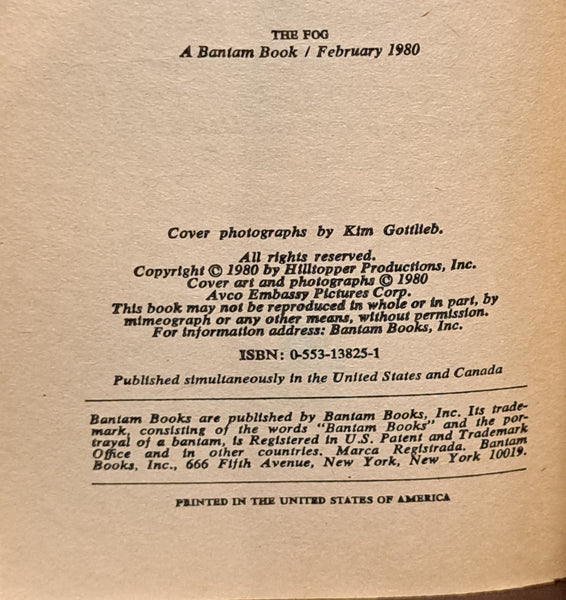 THE FOG
A Bantam Book / February 1980
Cover photographs by Kim Gottlieb.
All rights reserved.
Copyright © 1980 by Hilltopper Productions, Inc.
Cover art and photographs © 1980
Avco Embassy Pictures Corp.
This book may not be reproduced in whole or in part, by
mimeograph or any other means, without permission.
For information address: Bantam Books, Inc.
ISBN: 0-553-13825-1
Published simultaneously in the United States and Canada
Bantam Books are published by Bantam Books, Inc. Its trade-
mark, consisting of the words "Bantam Books" and the por-
trayal of a bantam, is Registered in U.S. Patent and Trademark
Office and in other countries. Marca Registrada. Bantam
Books, Inc., 666 Fifth Avenue, New York, New York 10019.
PRINTED IN THE UNITED STATES OF AMERICA